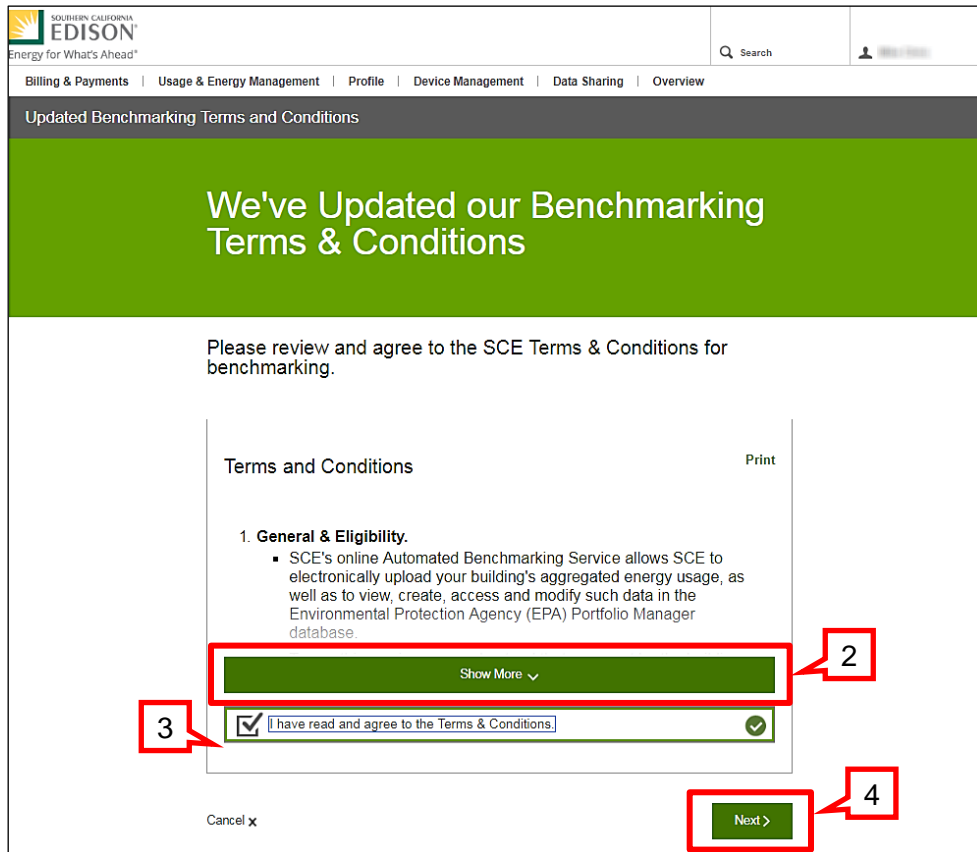 SOUTHERN CALIFORNIA
EDISON®
Energy for What's Ahead®
Search
Billing & Payments | Usage & Energy Management | Profile | Device Management | Data Sharing | Overview
Updated Benchmarking Terms and Conditions
We've Updated our Benchmarking
Terms & Conditions
Please review and agree to the SCE Terms & Conditions for
benchmarking.
Terms and Conditions
Print
1. General & Eligibility.
▪ SCE's online Automated Benchmarking Service allows SCE to
electronically upload your building's aggregated energy usage, as
well as to view, create, access and modify such data in the
Environmental Protection Agency (EPA) Portfolio Manager
database.
2
Show More
3
I have read and agree to the Terms & Conditions.
4
Cancel x
Next >